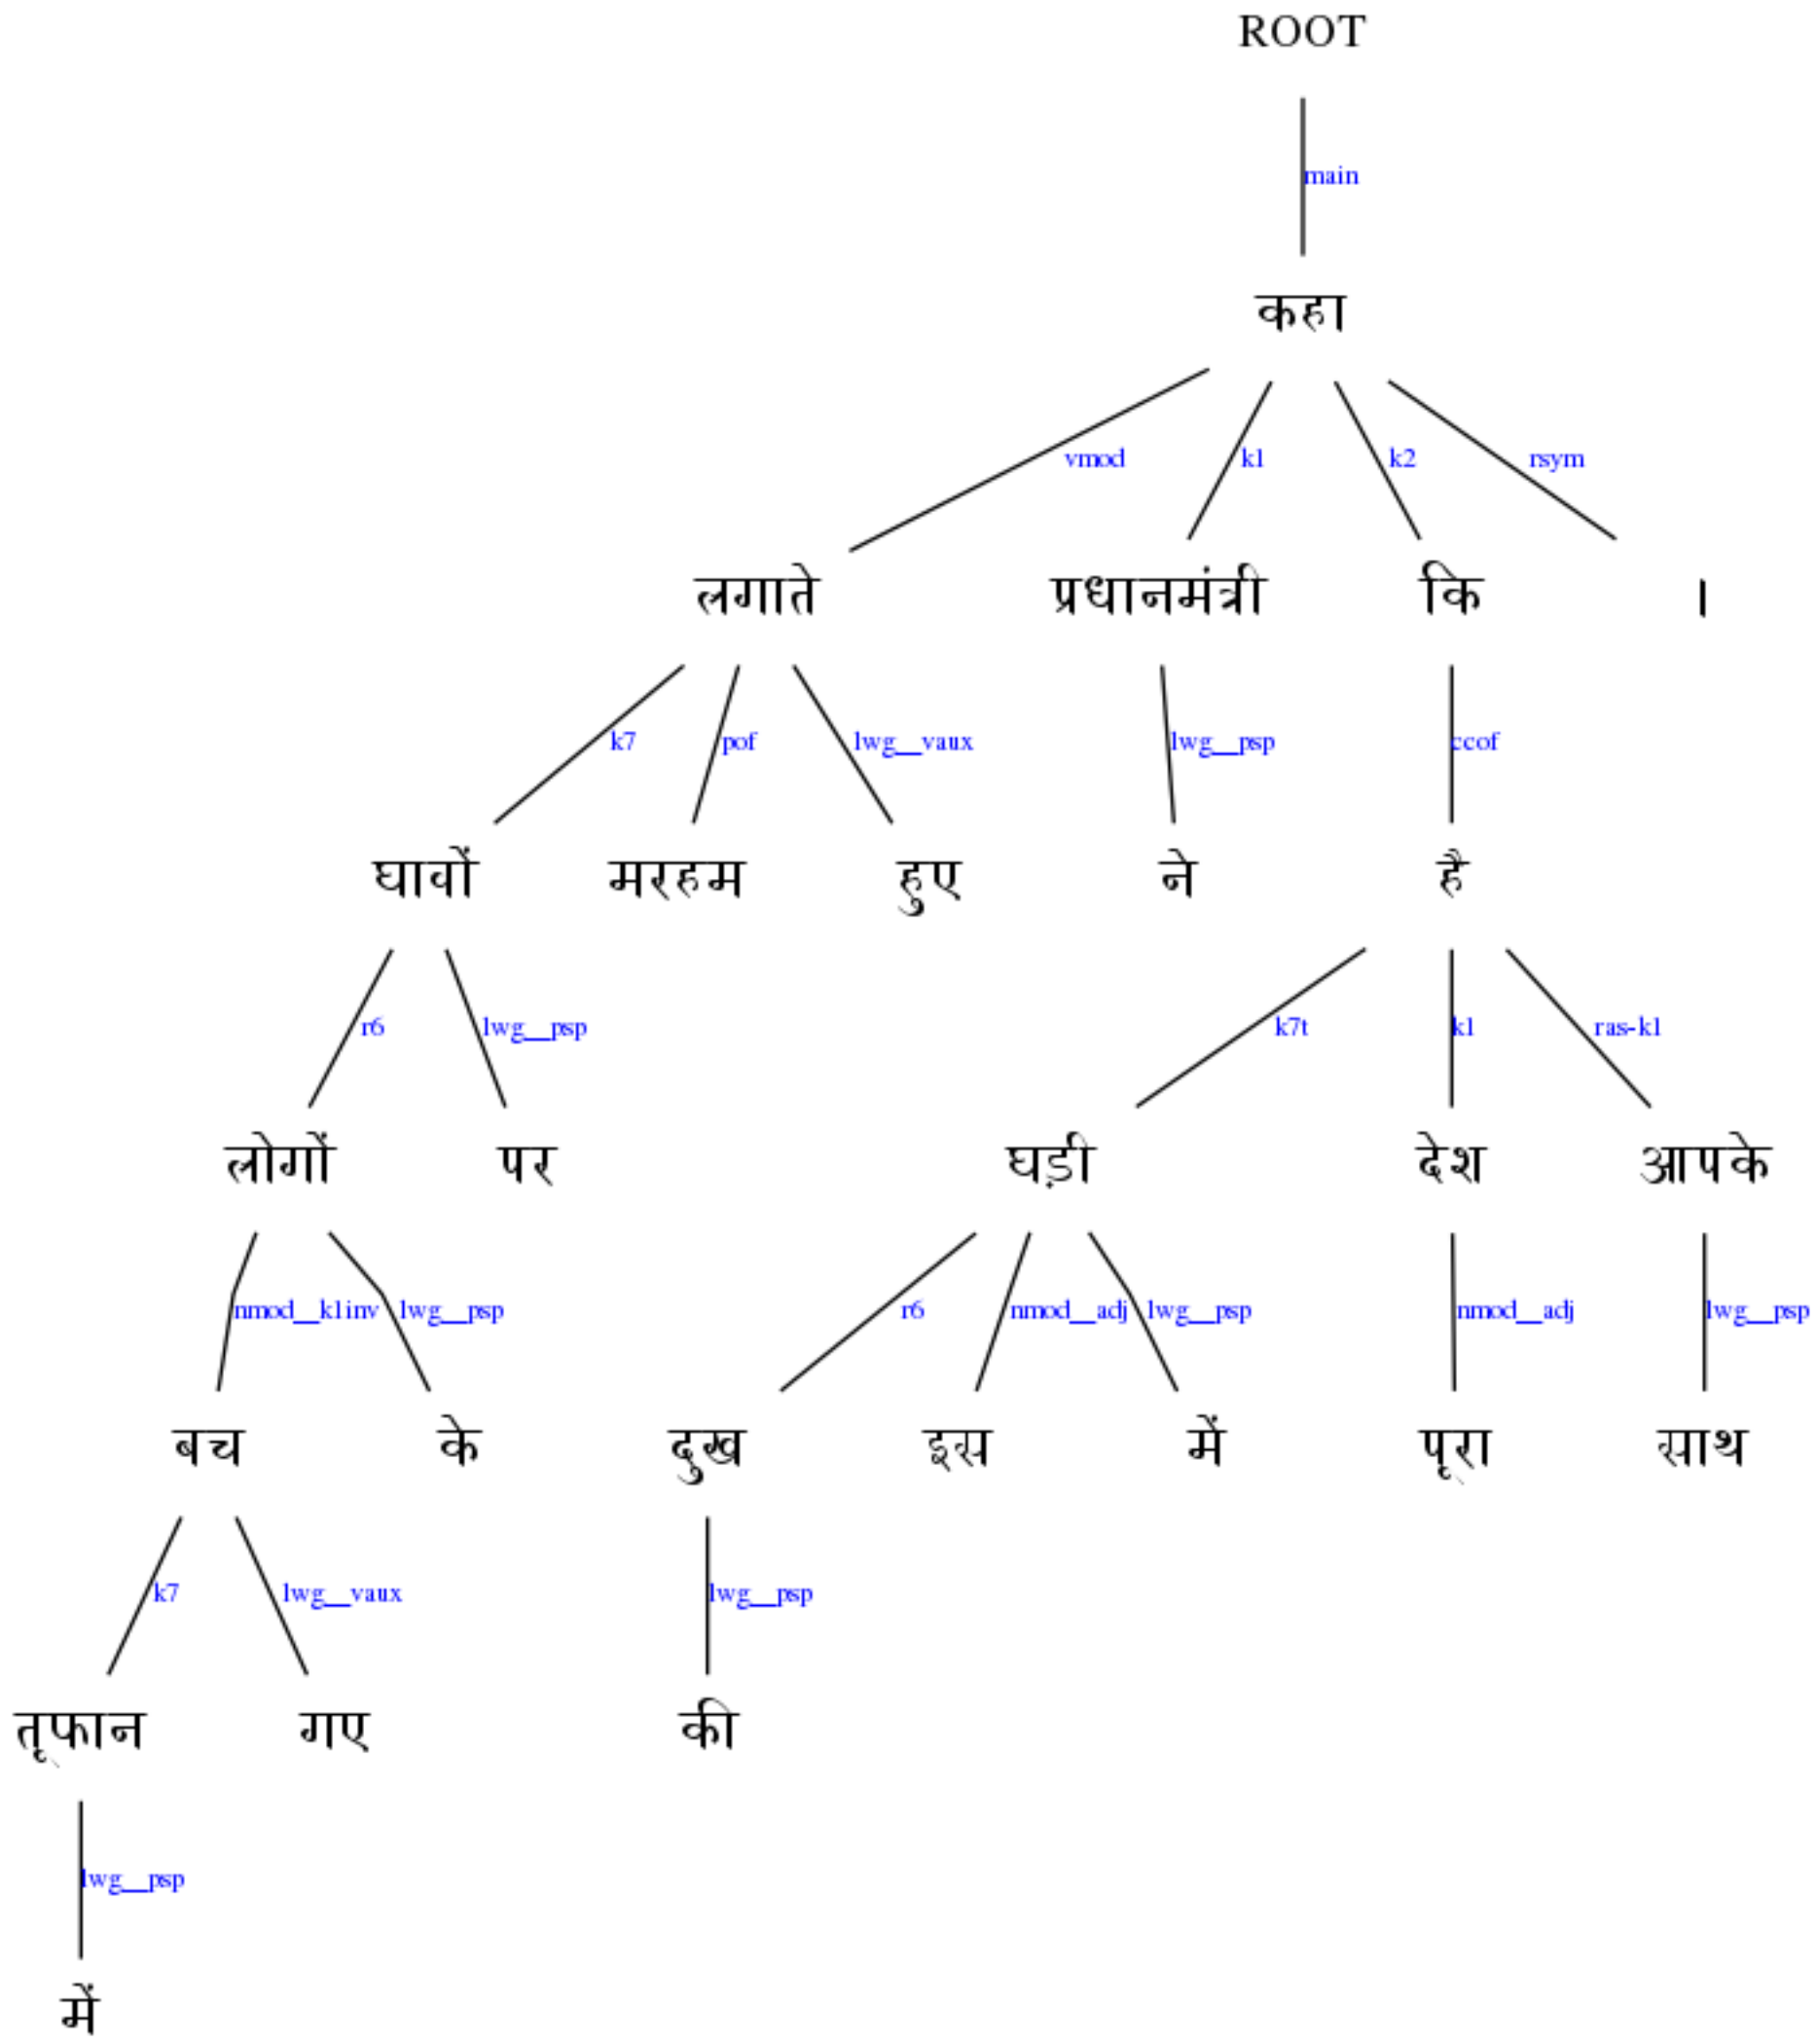 ROOT
main
कहा
vmod k1 k2 rsym
लगाते प्रधानमंत्री कि ।
k7 pof lwg__vaux lwg__psp ccof
घावों मरहम हुए ने है
r6 lwg__psp k7t k1 ras-k1
लोगों पर घड़ी देश आपके
nmod__k1inv lwg__psp r6 nmod__adj lwg__psp nmod__adj lwg__psp
बच के दुख इस में पूरा साथ
k7 lwg__vaux lwg__psp
तूफान गए की
lwg__psp
में